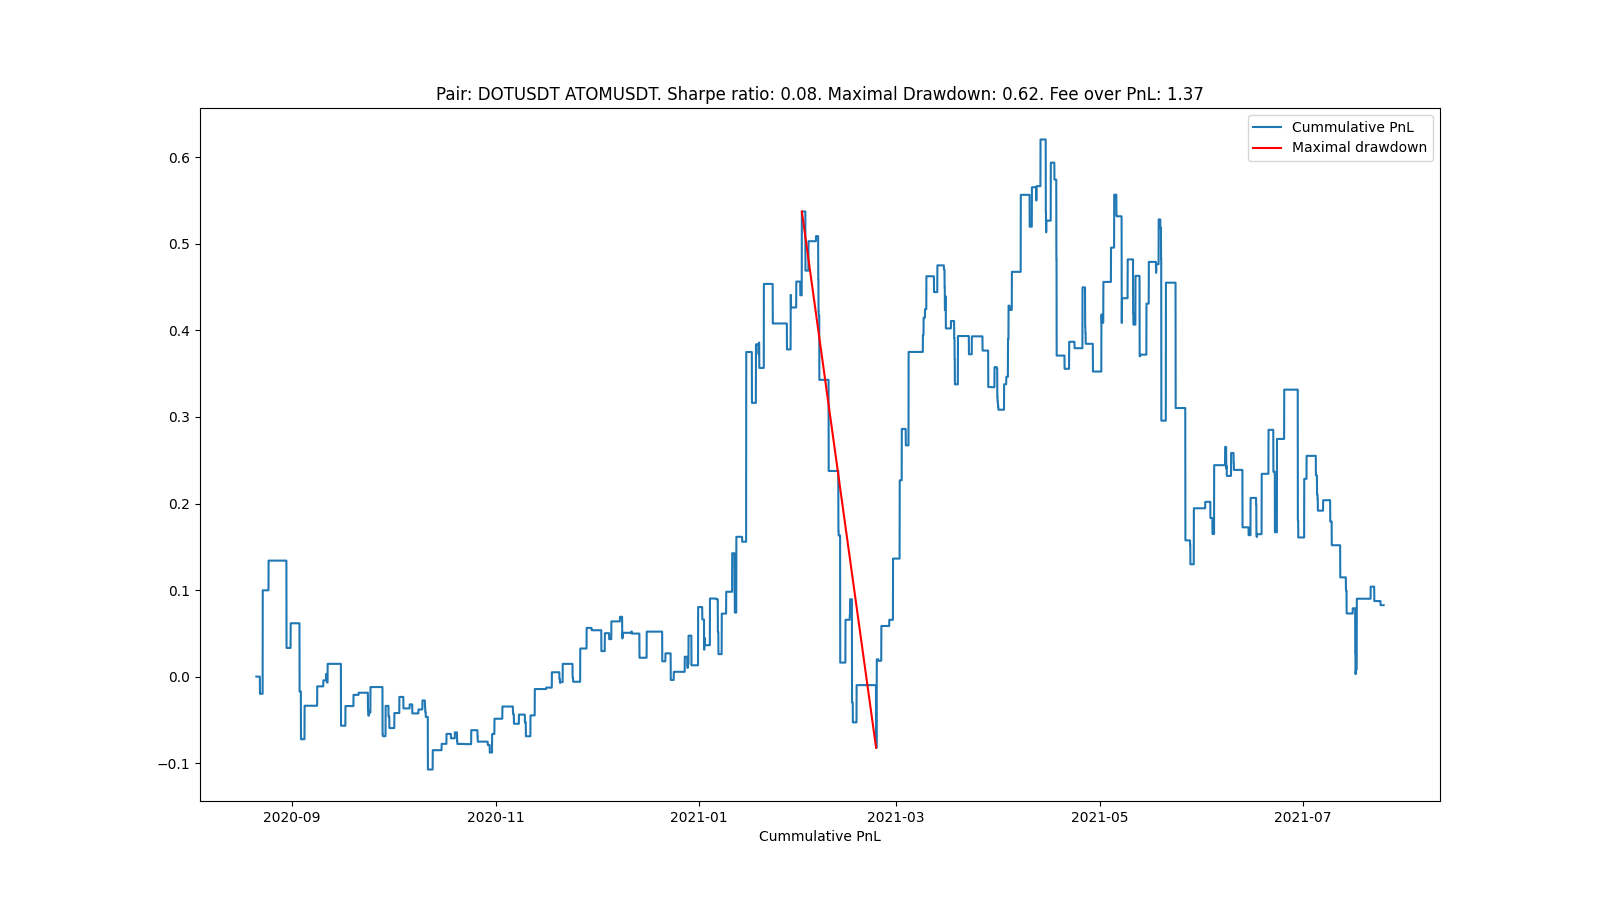 Pair: DOTUSDT ATOMUSDT. Sharpe ratio: 0.08. Maximal Drawdown: 0.62. Fee over PnL: 1.37
Cummulative PnL
Maximal drawdown
0.6
0.5
0.4
0.3
0.2
0.1
0.0
−0.1
2020-09 2020-11 2021-01 2021-03 2021-05 2021-07
Cummulative PnL